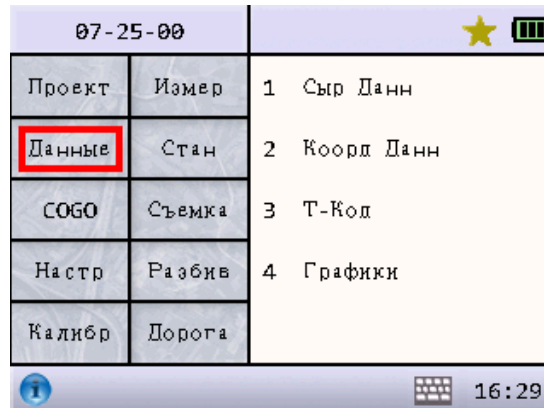 07-25-00
Проект Измер 1 Сыр Данн
Данные Стан 2 Коорд Данн
COGO Съемка 3 Т-Код
Настр Разбив 4 Графики
Калибр Дорога
16:29